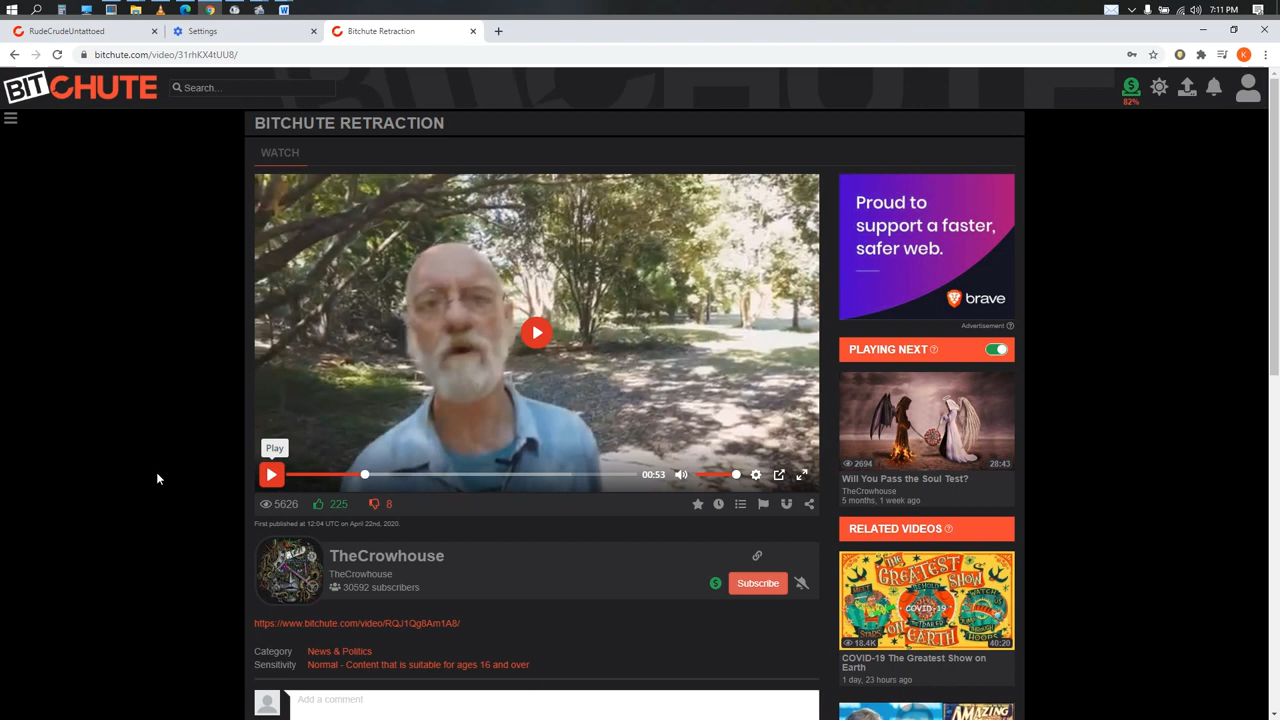 RudeCrudeUntattoed
Settings
Bitchute Retraction
7:11 PM
bitchute.com/video/31rhKX4tUU8/
K
BITCHUTE
Search...
82%
BITCHUTE RETRACTION
WATCH
Proud to
support a faster,
safer web.
brave
Advertisement
PLAYING NEXT
Play
00:53
2694
28:43
Will You Pass the Soul Test?
TheCrowhouse
5 months, 1 week ago
5626
225
8
First published at 12:04 UTC on April 22nd, 2020.
RELATED VIDEOS
TheCrowhouse
TheCrowhouse
30592 subscribers
Subscribe
THE
GREATEST
SHOW
COVID-19
ON
EARTH
18.4K
40:20
COVID-19 The Greatest Show on
Earth
1 day, 23 hours ago
https://www.bitchute.com/video/RQJ1Qg8Am1A8/
Category
News & Politics
Sensitivity
Normal - Content that is suitable for ages 16 and over
Add a comment
AMAZING